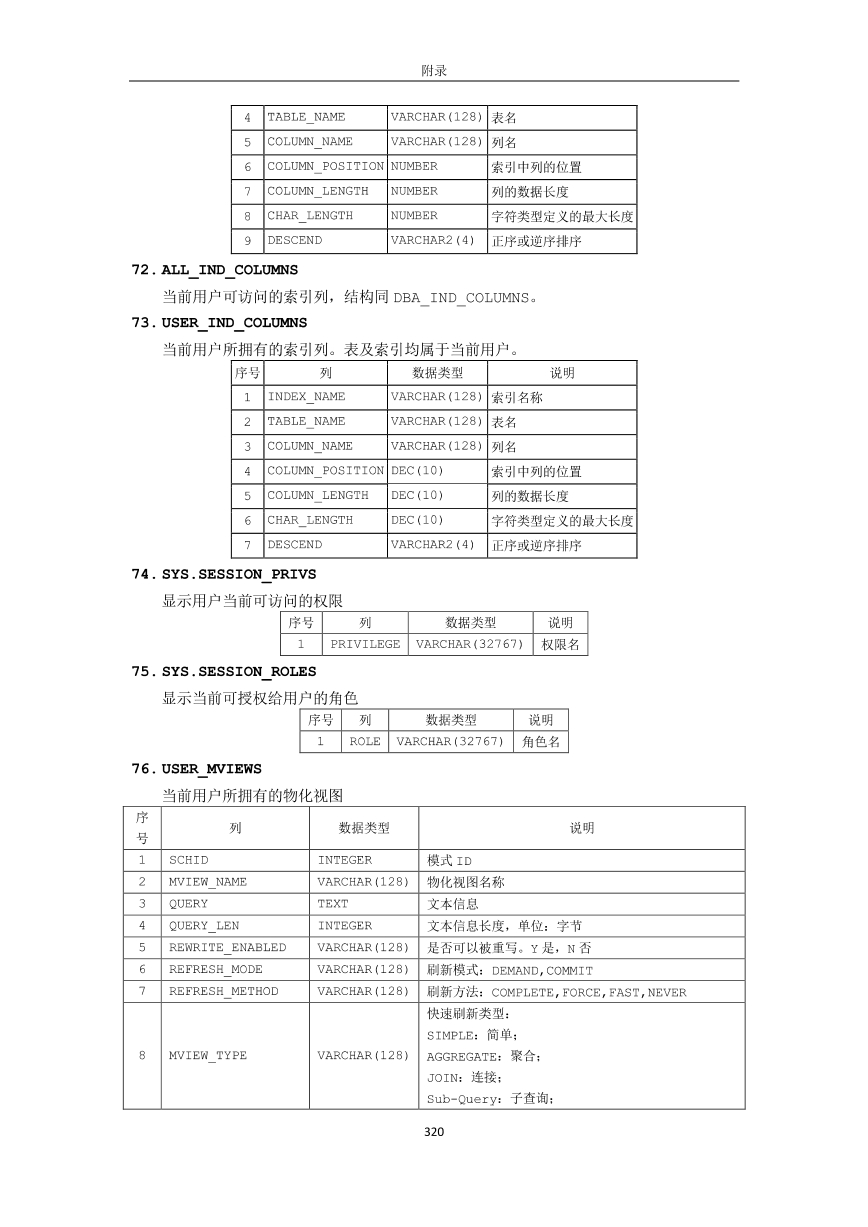 附录
4 TABLE_NAME VARCHAR(128) 表名
5 COLUMN_NAME VARCHAR(128) 列名
6 COLUMN_POSITION NUMBER 索引中列的位置
7 COLUMN_LENGTH NUMBER 列的数据长度
8 CHAR_LENGTH NUMBER 字符类型定义的最大长度
9 DESCEND VARCHAR2(4) 正序或逆序排序
72. ALL_IND_COLUMNS
当前用户可访问的索引列，结构同 DBA_IND_COLUMNS。
73. USER_IND_COLUMNS
当前用户所拥有的索引列。表及索引均属于当前用户。
序号 列 数据类型 说明
1 INDEX_NAME VARCHAR(128) 索引名称
2 TABLE_NAME VARCHAR(128) 表名
3 COLUMN_NAME VARCHAR(128) 列名
4 COLUMN_POSITION DEC(10) 索引中列的位置
5 COLUMN_LENGTH DEC(10) 列的数据长度
6 CHAR_LENGTH DEC(10) 字符类型定义的最大长度
7 DESCEND VARCHAR2(4) 正序或逆序排序
74. SYS.SESSION_PRIVS
显示用户当前可访问的权限
序号 列 数据类型 说明
1 PRIVILEGE VARCHAR(32767) 权限名
75. SYS.SESSION_ROLES
显示当前可授权给用户的角色
序号 列 数据类型 说明
1 ROLE VARCHAR(32767) 角色名
76. USER_MVIEWS
当前用户所拥有的物化视图
序号 列 数据类型 说明
1 SCHID INTEGER 模式 ID
2 MVIEW_NAME VARCHAR(128) 物化视图名称
3 QUERY TEXT 文本信息
4 QUERY_LEN INTEGER 文本信息长度，单位：字节
5 REWRITE_ENABLED VARCHAR(128) 是否可以被重写。Y 是，N 否
6 REFRESH_MODE VARCHAR(128) 刷新模式：DEMAND,COMMIT
7 REFRESH_METHOD VARCHAR(128) 刷新方法：COMPLETE,FORCE,FAST,NEVER
8 MVIEW_TYPE VARCHAR(128) 快速刷新类型：
SIMPLE：简单；
AGGREGATE：聚合；
JOIN：连接；
Sub-Query：子查询；
320